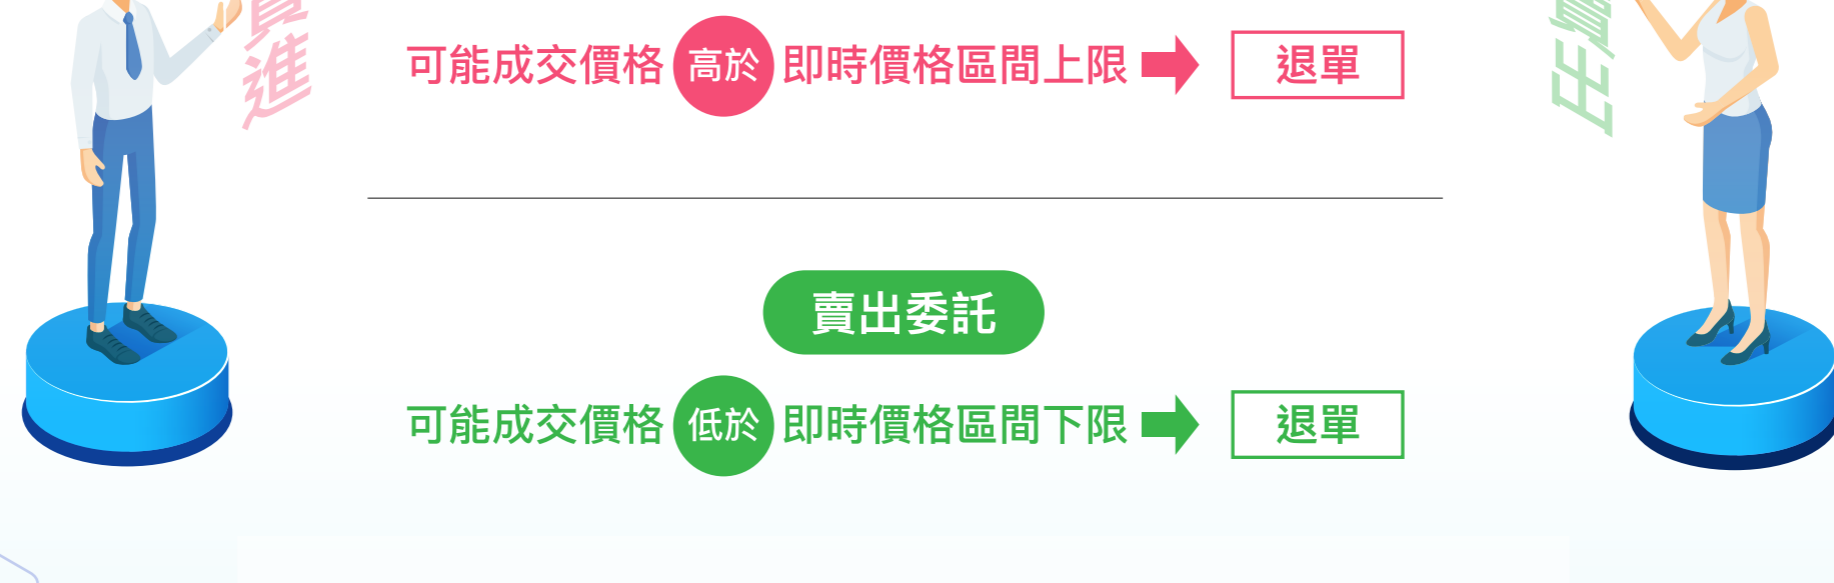 進
可能成交價格 高於 即時價格區間上限 退單
出
賣出委託
可能成交價格 低於 即時價格區間下限 退單